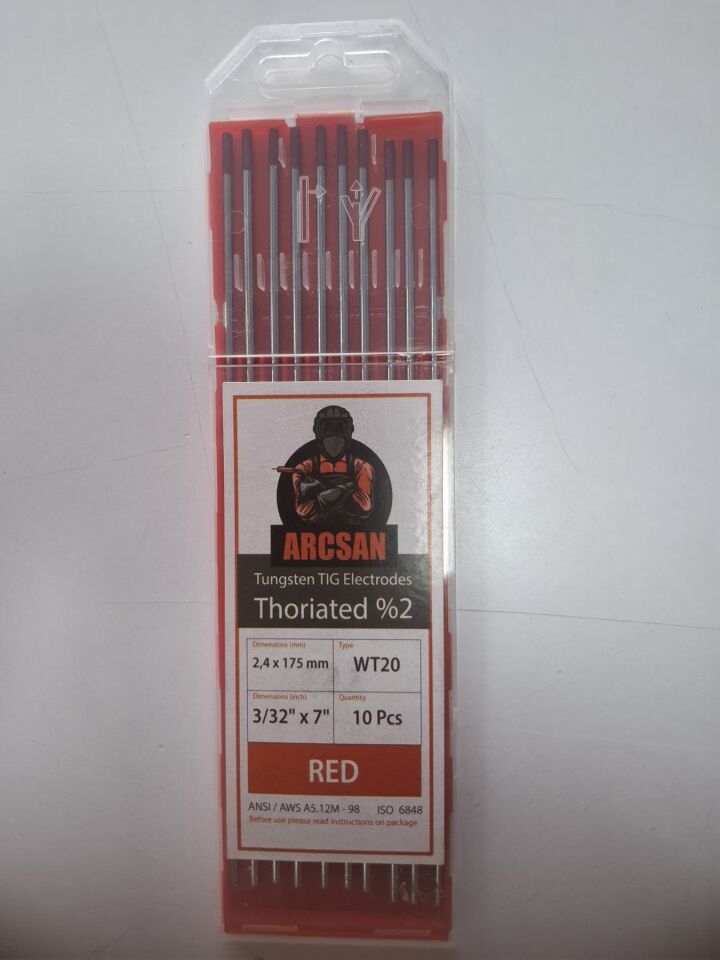 ARCSAN
Tungsten TIG Electrodes
Thoriated %2
Dimensions (mm)
2,4 x 175 mm
Type
WT20
Dimensions (inch)
3/32" x 7"
Quantity
10 Pcs
RED
ANSI / AWS A5.12M - 98 ISO 6848
Before use please read instructions on package